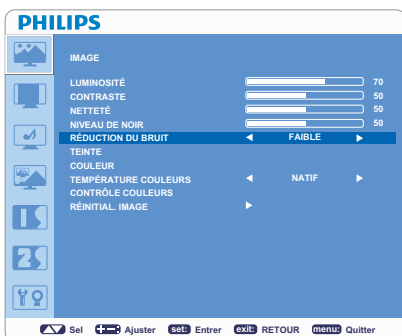 PHILIPS
IMAGE
LUMINOSITÉ 70
CONTRASTE 50
NETTETÉ 50
NIVEAU DE NOIR 50
RÉDUCTION DU BRUIT FAIBLE
TEINTE
COULEUR
TEMPÉRATURE COULEURS NATIF
CONTRÔLE COULEURS
RÉINITIAL. IMAGE
Sel Ajuster set: Entrer exit: RETOUR menu: Quitter